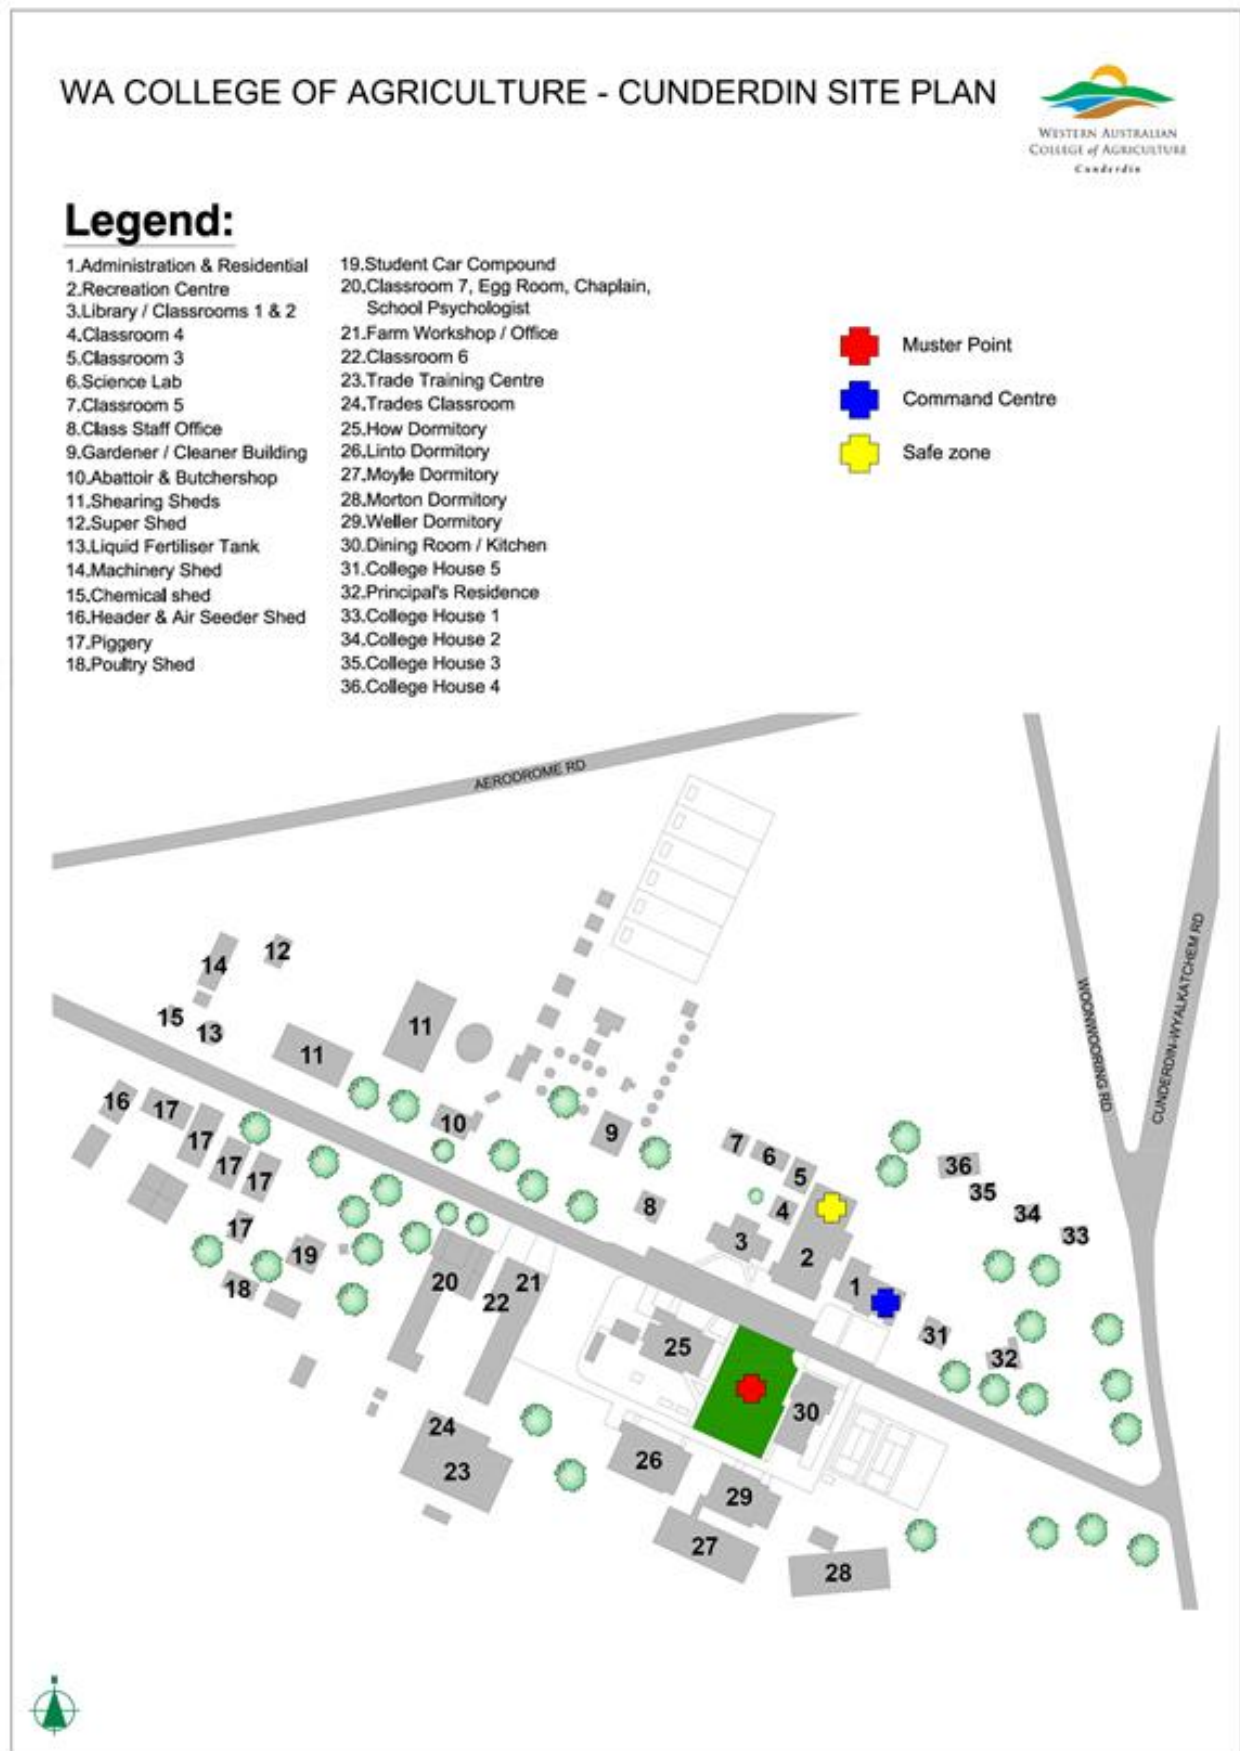 WA COLLEGE OF AGRICULTURE - CUNDERDIN SITE PLAN
WESTERN AUSTRALIAN
COLLEGE of AGRICULTURE
Cunderdin
Legend:
1.Administration & Residential
2.Recreation Centre
3.Library / Classrooms 1 & 2
4.Classroom 4
5.Classroom 3
6.Science Lab
7.Classroom 5
8.Class Staff Office
9.Gardener / Cleaner Building
10.Abattoir & Butchershop
11.Shearing Sheds
12.Super Shed
13.Liquid Fertiliser Tank
14.Machinery Shed
15.Chemical shed
16.Header & Air Seeder Shed
17.Piggery
18.Poultry Shed
19.Student Car Compound
20.Classroom 7, Egg Room, Chaplain,
School Psychologist
21.Farm Workshop / Office
22.Classroom 6
23.Trade Training Centre
24.Trades Classroom
25.How Dormitory
26.Linto Dormitory
27.Moyle Dormitory
28.Morton Dormitory
29.Weller Dormitory
30.Dining Room / Kitchen
31.College House 5
32.Principal's Residence
33.College House 1
34.College House 2
35.College House 3
36.College House 4
Muster Point
Command Centre
Safe zone
AERODROME RD
WOONWOORING RD
CUNDERDIN-WYALKATCHEM RD
12
14
15
13
11
11
16
17
17
17
17
17
10
9
7
6
5
8
4
3
2
1
36
35
34
33
19
18
20
21
22
25
31
32
30
24
23
26
29
27
28